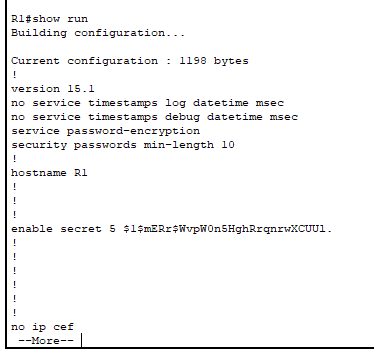 R1#show run
Building configuration...
Current configuration : 1198 bytes
!
version 15.1
no service timestamps log datetime msec
no service timestamps debug datetime msec
service password-encryption
security passwords min-length 10
!
hostname R1
!
!
!
enable secret 5 $1$mERr$WvpW0n5HghRrqnrwXCUU1.
!
!
!
!
!
!
no ip cef
--More--